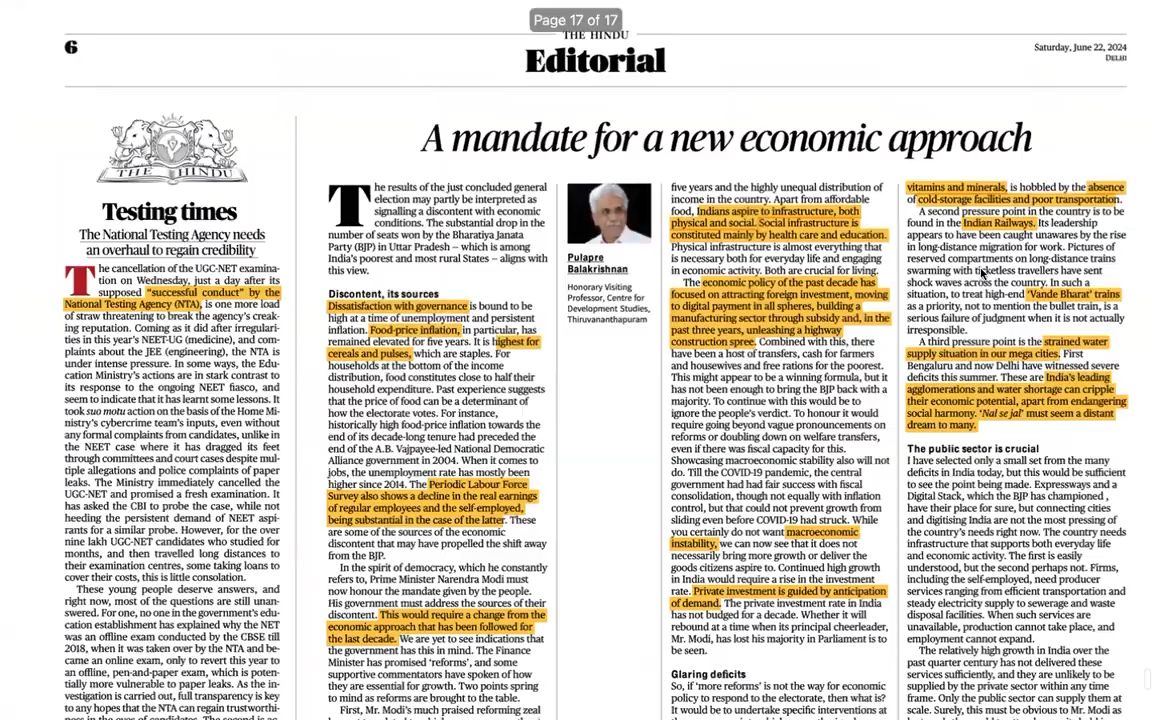 Page 17 of 17
6
THE HINDU
Editorial
Saturday, June 22, 2024
DELHI
THE HINDU
Testing times
The National Testing Agency needs
an overhaul to regain credibility
The cancellation of the UGC-NET examina-
tion on Wednesday, just a day after its
supposed “successful conduct” by the
National Testing Agency (NTA), is one more load
of straw threatening to break the agency's creak-
ing reputation. Coming as it did after irregulari-
ties in this year's NEET-UG (medicine), and com-
plaints about the JEE (engineering), the NTA is
under intense pressure. In some ways, the Edu-
cation Ministry's actions are in stark contrast to
its response to the ongoing NEET fiasco, and
seem to indicate that it has learnt some lessons. It
took suo motu action on the basis of the Home Mi-
nistry's cybercrime team's inputs, even without
any formal complaints from candidates, unlike in
the NEET case where it has dragged its feet
through committees and court cases despite mul-
tiple allegations and police complaints of paper
leaks. The Ministry immediately cancelled the
UGC-NET and promised a fresh examination. It
has asked the CBI to probe the case, while not
heeding the persistent demand of NEET aspi-
rants for a similar probe. However, for the over
nine lakh UGC-NET candidates who studied for
months, and then travelled long distances to
their examination centres, some taking loans to
cover their costs, this is little consolation.
These young people deserve answers, and
right now, most of the questions are still unan-
swered. For one, no one in the government's edu-
cation establishment has explained why the NET
was an offline exam conducted by the CBSE till
2018, when it was taken over by the NTA and be-
came an online exam, only to revert this year to
an offline, pen-and-paper exam, which is poten-
tially more vulnerable to paper leaks. As the in-
vestigation is carried out, full transparency is key
to any hopes that the NTA can regain trustworthi-
A mandate for a new economic approach
The results of the just concluded general
election may partly be interpreted as
signalling a discontent with economic
conditions. The substantial drop in the
number of seats won by the Bharatiya Janata
Party (BJP) in Uttar Pradesh – which is among
India's poorest and most rural States – aligns with
this view.
Discontent, its sources
Dissatisfaction with governance is bound to be
high at a time of unemployment and persistent
inflation. Food-price inflation, in particular, has
remained elevated for five years. It is highest for
cereals and pulses, which are staples. For
households at the bottom of the income
distribution, food constitutes close to half their
household expenditure. Past experience suggests
that the price of food can be a determinant of
how the electorate votes. For instance,
historically high food-price inflation towards the
end of its decade-long tenure had preceded the
end of the A.B. Vajpayee-led National Democratic
Alliance government in 2004. When it comes to
jobs, the unemployment rate has mostly been
higher since 2014. The Periodic Labour Force
Survey also shows a decline in the real earnings
of regular employees and the self-employed,
being substantial in the case of the latter. These
are some of the sources of the economic
discontent that may have propelled the shift away
from the BJP.
In the spirit of democracy, which he constantly
refers to, Prime Minister Narendra Modi must
now honour the mandate given by the people.
His government must address the sources of their
discontent. This would require a change from the
economic approach that has been followed for
the last decade. We are yet to see indications that
the government has this in mind. The Finance
Minister has promised ‘reforms’, and some
supportive commentators have spoken of how
they are essential for growth. Two points spring
to mind as reforms are brought to the table.
First, Mr. Modi's much praised reforming zeal
Pulapre
Balakrishnan
Honorary Visiting
Professor, Centre for
Development Studies,
Thiruvananthapuram
five years and the highly unequal distribution of
income in the country. Apart from affordable
food, Indians aspire to infrastructure, both
physical and social. Social infrastructure is
constituted mainly by health care and education.
Physical infrastructure is almost everything that
is necessary both for everyday life and engaging
in economic activity. Both are crucial for living.
The economic policy of the past decade has
focused on attracting foreign investment, moving
to digital payment in all spheres, building a
manufacturing sector through subsidy and, in the
past three years, unleashing a highway
construction spree. Combined with this, there
have been a host of transfers, cash for farmers
and housewives and free rations for the poorest.
This might appear to be a winning formula, but it
has not been enough to bring the BJP back with a
majority. To continue with this would be to
ignore the people's verdict. To honour it would
require going beyond vague pronouncements on
reforms or doubling down on welfare transfers,
even if there was fiscal capacity for this.
Showcasing macroeconomic stability also will not
do. Till the COVID-19 pandemic, the central
government had had fair success with fiscal
consolidation, though not equally with inflation
control, but that could not prevent growth from
sliding even before COVID-19 had struck. While
you certainly do not want macroeconomic
instability, we can now see that it does not
necessarily bring more growth or deliver the
goods citizens aspire to. Continued high growth
in India would require a rise in the investment
rate. Private investment is guided by anticipation
of demand. The private investment rate in India
has not budged for a decade. Whether it will
rebound at a time when its principal cheerleader,
Mr. Modi, has lost his majority in Parliament is to
be seen.
Glaring deficits
So, if ‘more reforms’ is not the way for economic
policy to respond to the electorate, then what is?
It would be to undertake specific interventions at
vitamins and minerals, is hobbled by the absence
of cold-storage facilities and poor transportation.
A second pressure point in the country is to be
found in the Indian Railways. Its leadership
appears to have been caught unawares by the rise
in long-distance migration for work. Pictures of
reserved compartments on long-distance trains
swarming with ticketless travellers have sent
shock waves across the country. In such a
situation, to treat high-end ‘Vande Bharat’ trains
as a priority, not to mention the bullet train, is a
serious failure of judgment when it is not actually
irresponsible.
A third pressure point is the strained water
supply situation in our mega cities. First
Bengaluru and now Delhi have witnessed severe
deficits this summer. These are India's leading
agglomerations and water shortage can cripple
their economic potential, apart from endangering
social harmony. ‘Nal se jal’ must seem a distant
dream to many.
The public sector is crucial
I have selected only a small set from the many
deficits in India today, but this would be sufficient
to see the point being made. Expressways and a
Digital Stack, which the BJP has championed ,
have their place for sure, but connecting cities
and digitising India are not the most pressing of
the country's needs right now. The country needs
infrastructure that supports both everyday life
and economic activity. The first is easily
understood, but the second perhaps not. Firms,
including the self-employed, need producer
services ranging from efficient transportation and
steady electricity supply to sewerage and waste
disposal facilities. When such services are
unavailable, production cannot take place, and
employment cannot expand.
The relatively high growth in India over the
past quarter century has not delivered these
services sufficiently, and they are unlikely to be
supplied by the private sector within any time
frame. Only the public sector can supply them at
scale. Surely, this must be obvious to Mr. Modi as